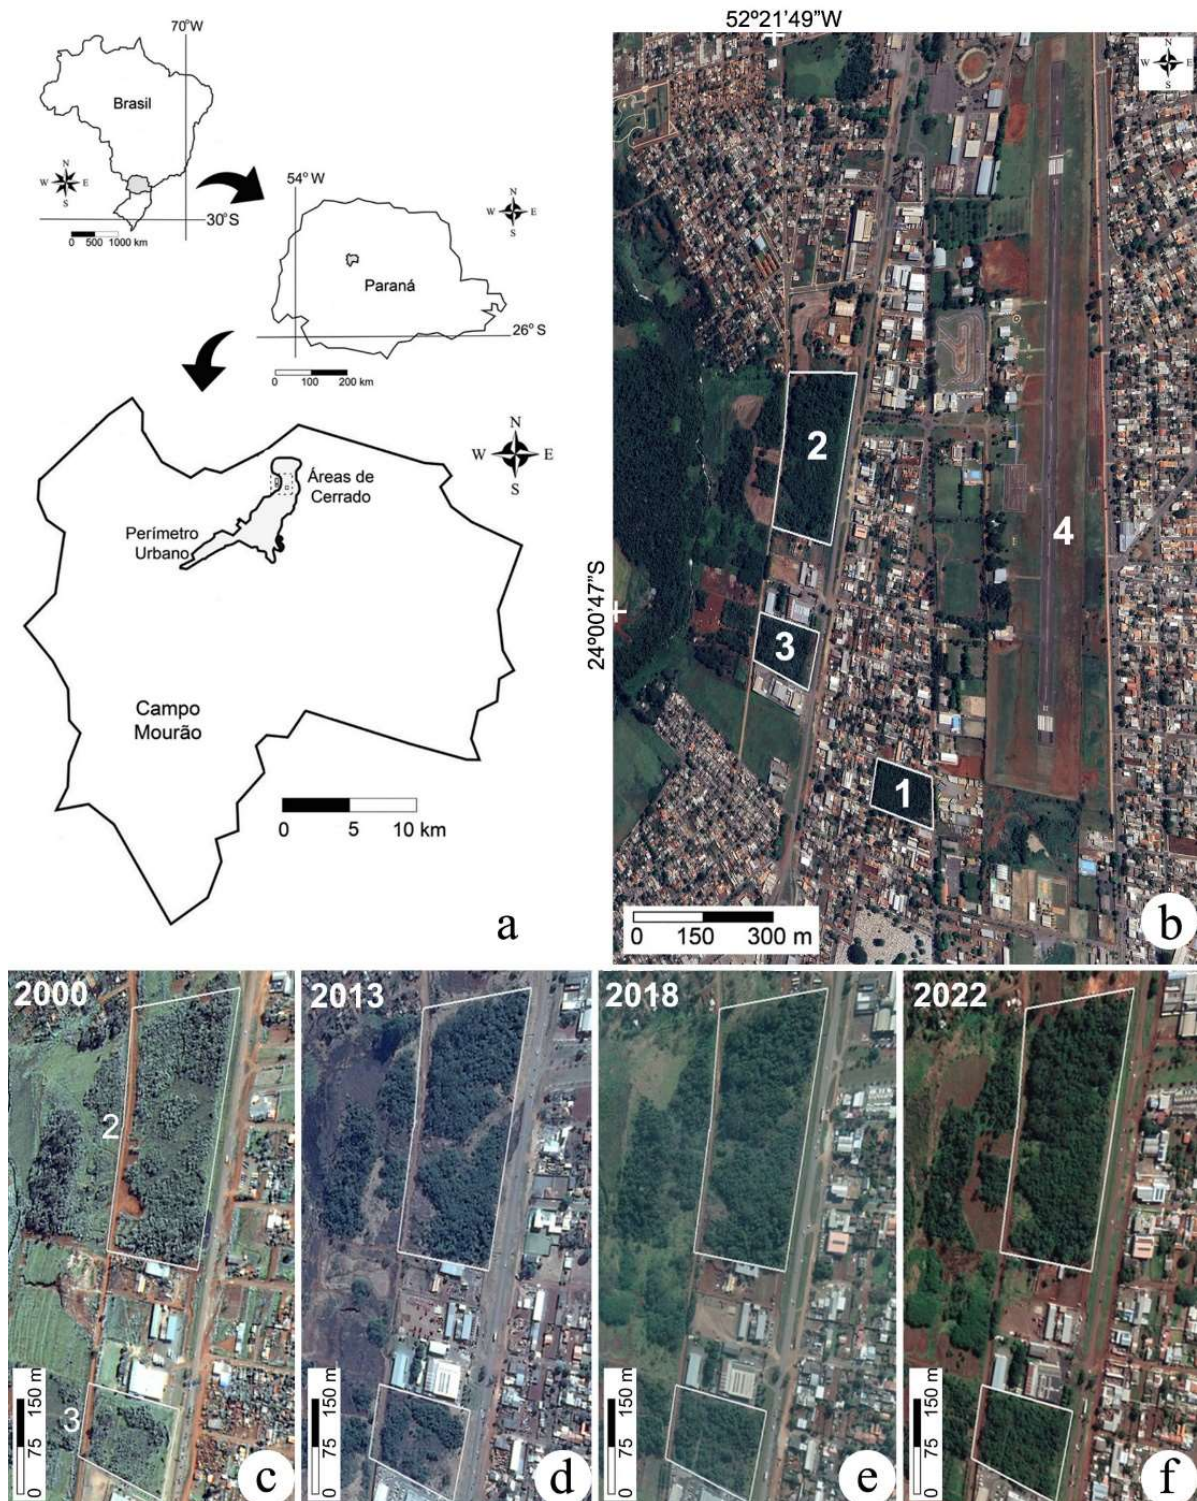 70°W
Brasil
N
W E
S
30°S
0 500 1000 km
54° W
N
W E
S
Paraná
26° S
0 100 200 km
N
W E
S
Áreas de
Cerrado
Perímetro
Urbano
Campo
Mourão
0 5 10 km
a
52°21'49"W
N
W E
S
24°00'47"S
2
3
4
1
0 150 300 m
b
2000
2
3
0 75 150 m
c
2013
0 75 150 m
d
2018
0 75 150 m
e
2022
0 75 150 m
f